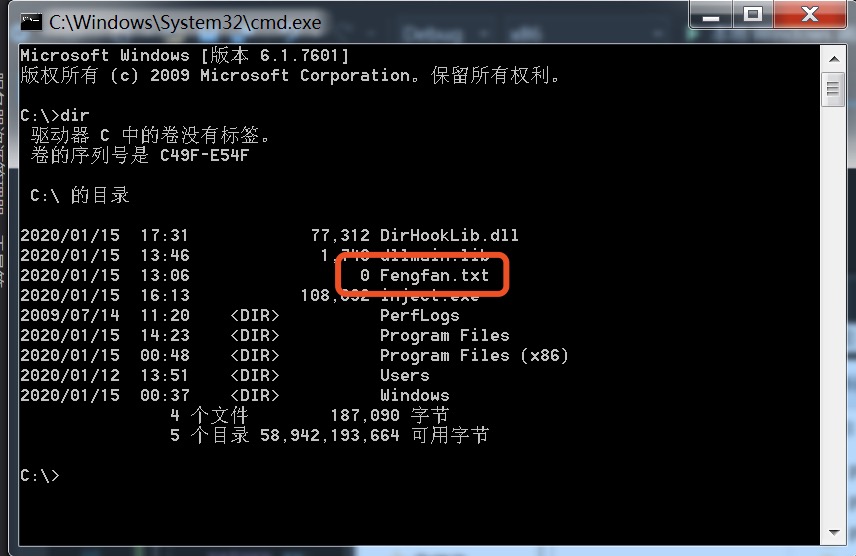 C:\Windows\System32\cmd.exe
Microsoft Windows [版本 6.1.7601]
版权所有 (c) 2009 Microsoft Corporation。保留所有权利。
C:\>dir
驱动器 C 中的卷没有标签。
卷的序列号是 C49F-E54F
C:\ 的目录
2020/01/15 17:31 77,312 DirHookLib.dll
2020/01/15 13:46 dllmain.lib
2020/01/15 13:06 0 Fengfan.txt
2020/01/15 16:13 inject.exe
2009/07/14 11:20 <DIR> PerfLogs
2020/01/15 14:23 <DIR> Program Files
2020/01/15 00:48 <DIR> Program Files (x86)
2020/01/12 13:51 <DIR> Users
2020/01/15 00:37 <DIR> Windows
4 个文件 187,090 字节
5 个目录 58,942,193,664 可用字节
C:\>